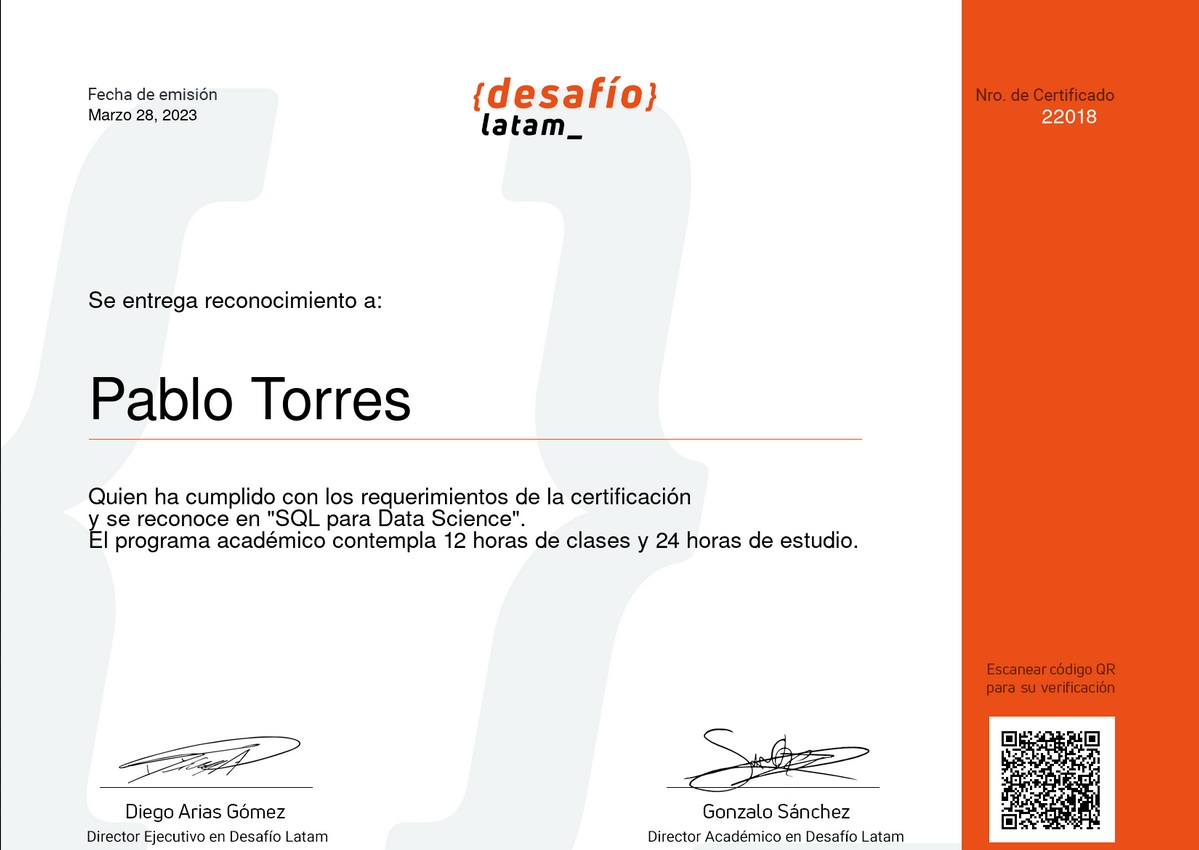 Fecha de emisión
Marzo 28, 2023
{desafío}
latam_
Nro. de Certificado
22018
Se entrega reconocimiento a:
Pablo Torres
Quien ha cumplido con los requerimientos de la certificación
y se reconoce en "SQL para Data Science".
El programa académico contempla 12 horas de clases y 24 horas de estudio.
Escanear código QR
para su verificación
Diego Arias Gómez
Director Ejecutivo en Desafío Latam
Gonzalo Sánchez
Director Académico en Desafío Latam